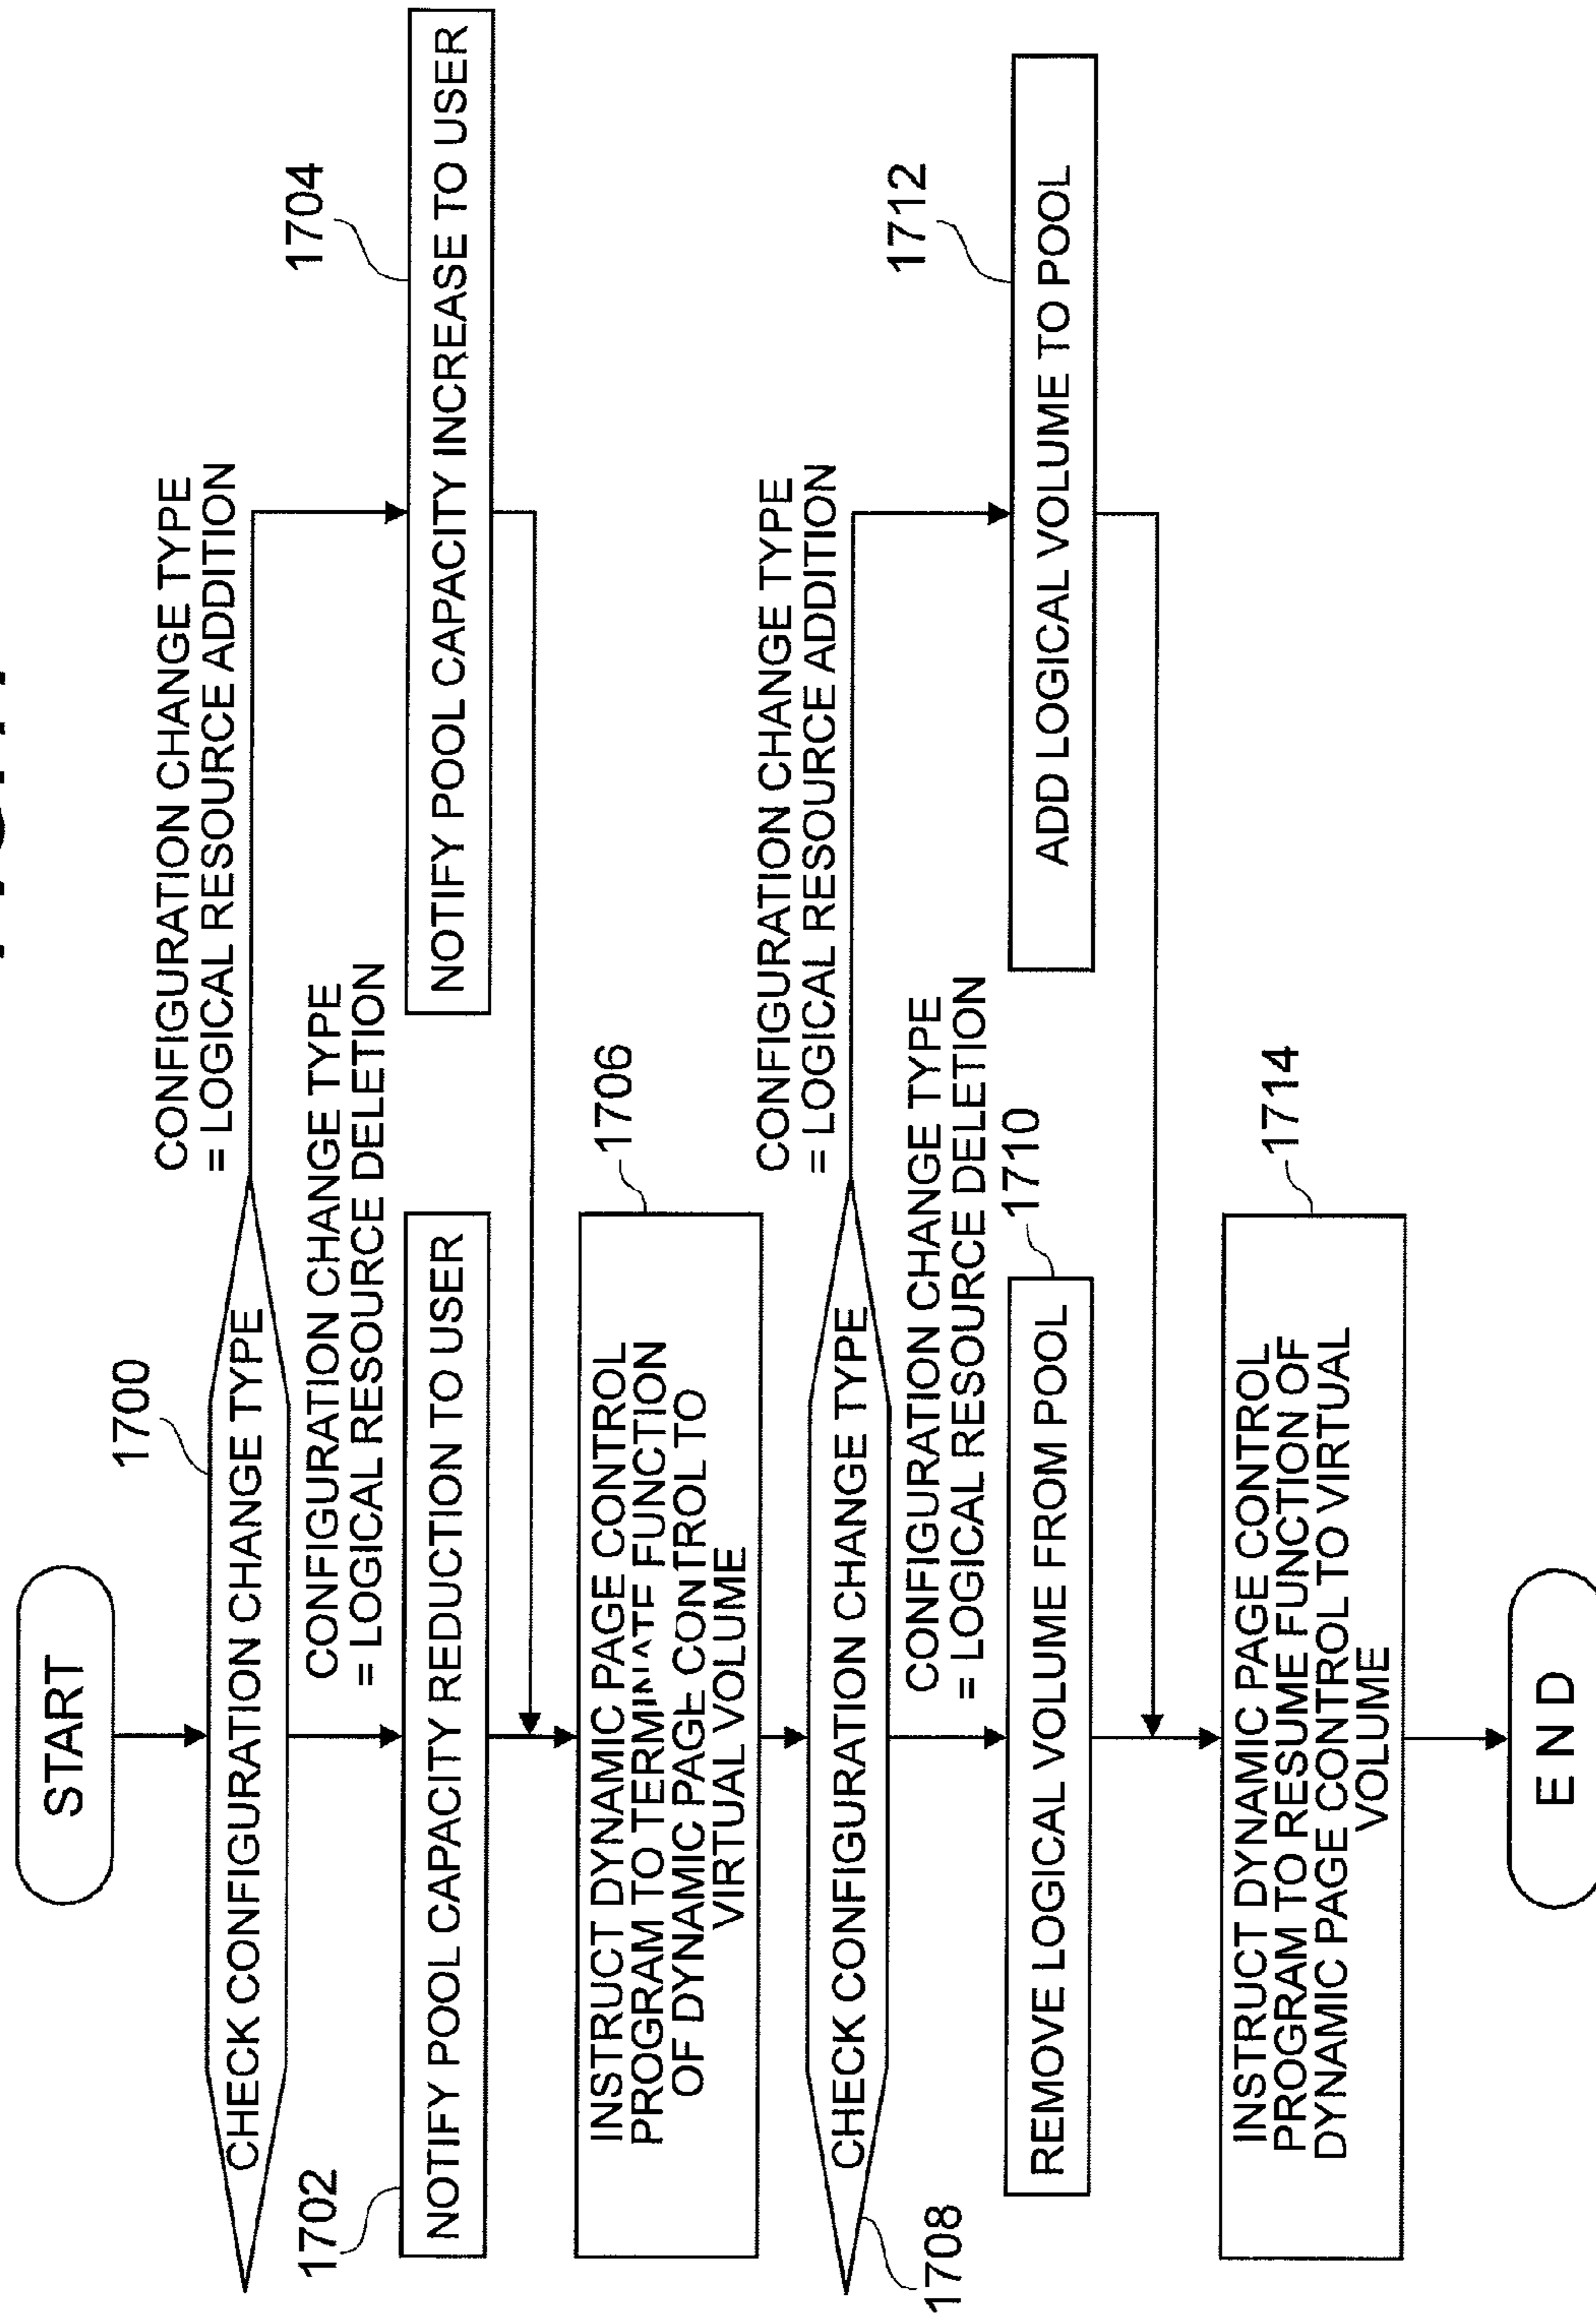 START
1700
CHECK CONFIGURATION CHANGE TYPE
CONFIGURATION CHANGE TYPE
= LOGICAL RESOURCE ADDITION
CONFIGURATION CHANGE TYPE
= LOGICAL RESOURCE DELETION
1702
NOTIFY POOL CAPACITY REDUCTION TO USER
1704
NOTIFY POOL CAPACITY INCREASE TO USER
1706
INSTRUCT DYNAMIC PAGE CONTROL
PROGRAM TO TERMINATE FUNCTION
OF DYNAMIC PAGE CONTROL TO
VIRTUAL VOLUME
1708
CHECK CONFIGURATION CHANGE TYPE
CONFIGURATION CHANGE TYPE
= LOGICAL RESOURCE ADDITION
CONFIGURATION CHANGE TYPE
= LOGICAL RESOURCE DELETION
1710
REMOVE LOGICAL VOLUME FROM POOL
1712
ADD LOGICAL VOLUME TO POOL
1714
INSTRUCT DYNAMIC PAGE CONTROL
PROGRAM TO RESUME FUNCTION OF
DYNAMIC PAGE CONTROL TO VIRTUAL
VOLUME
END